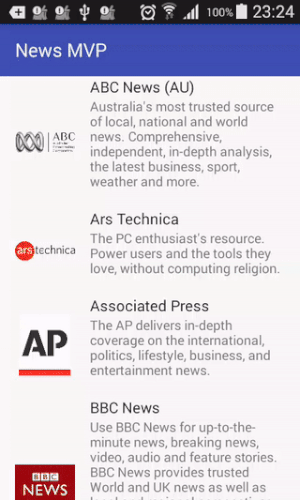 100% 23:24
News MVP
ABC News (AU)
Australia's most trusted source
of local, national and world
ABC
news. Comprehensive,
independent, in-depth analysis,
the latest business, sport,
weather and more.
Ars Technica
The PC enthusiast's resource.
arstechnica
Power users and the tools they
love, without computing religion.
Associated Press
The AP delivers in-depth
AP
coverage on the international,
politics, lifestyle, business, and
entertainment news.
BBC News
Use BBC News for up-to-the-
minute news, breaking news,
video, audio and feature stories.
BBC
NEWS
BBC News provides trusted
World and UK news as well as